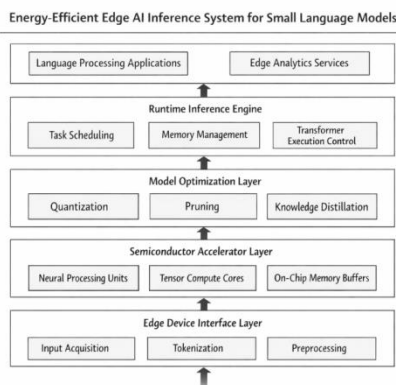 Energy-Efficient Edge AI Inference System for Small Language Models
Language Processing Applications
Edge Analytics Services
Runtime Inference Engine
Task Scheduling
Memory Management
Transformer
Execution Control
Model Optimization Layer
Quantization
Pruning
Knowledge Distillation
Semiconductor Accelerator Layer
Neural Processing Units
Tensor Compute Cores
On-Chip Memory Buffers
Edge Device Interface Layer
Input Acquisition
Tokenization
Preprocessing